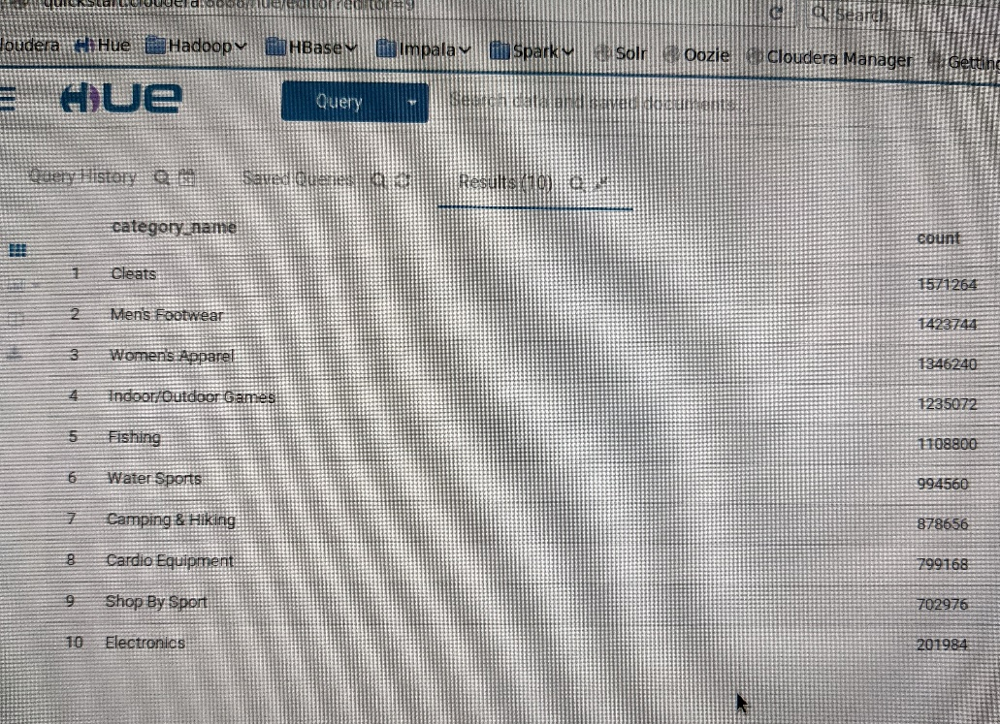 quickstart.cloudera:8888/hue/editor?editor=9
Search
loudera Hue Hadoop HBase Impala Spark Solr Oozie Cloudera Manager Getting
HUE Query Search data and saved documents...
Query History Saved Queries Results (10)
category_name count
1 Cleats 1571264
2 Men's Footwear 1423744
3 Women's Apparel 1346240
4 Indoor/Outdoor Games 1235072
5 Fishing 1108800
6 Water Sports 994560
7 Camping & Hiking 878656
8 Cardio Equipment 799168
9 Shop By Sport 702976
10 Electronics 201984